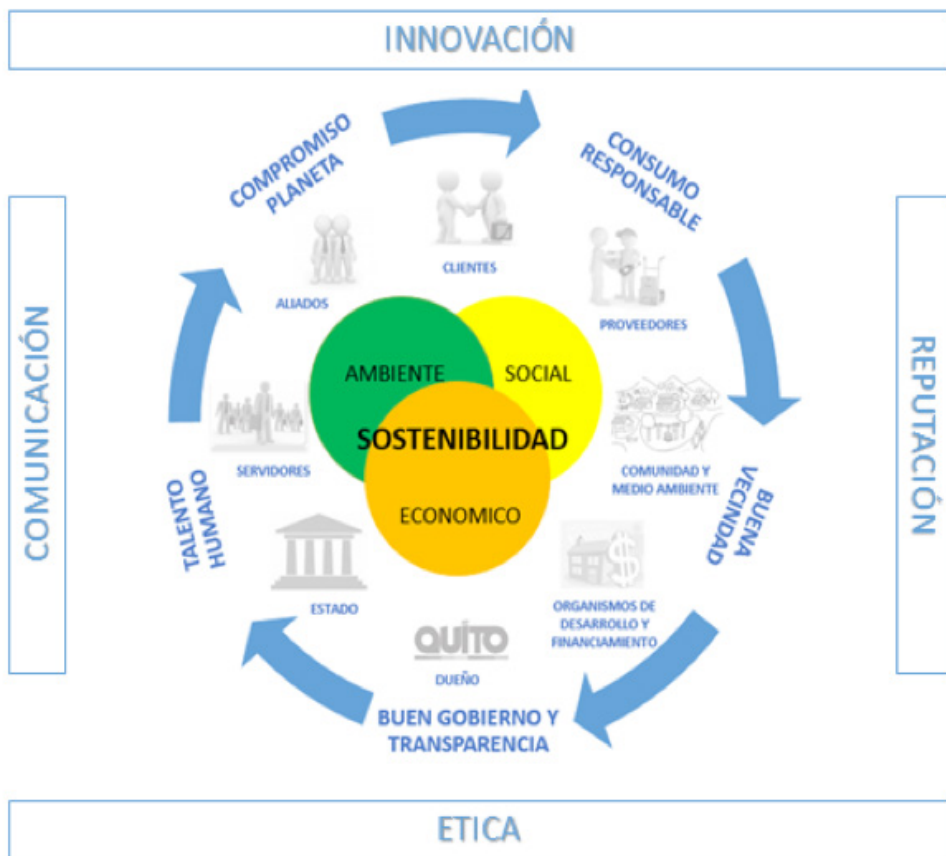 INNOVACIÓN
COMPROMISO
PLANETA
CONSUMO
RESPONSABLE
CLIENTES
ALIADOS
PROVEEDORES
COMUNICACIÓN
REPUTACIÓN
AMBIENTE
SOCIAL
SOSTENIBILIDAD
ECONOMICO
SERVIDORES
COMUNIDAD Y
MEDIO AMBIENTE
TALENTO
HUMANO
BUENA
VECINDAD
ESTADO
ORGANISMOS DE
DESARROLLO Y
FINANCIAMIENTO
QUITO
DUEÑO
BUEN GOBIERNO Y
TRANSPARENCIA
ETICA